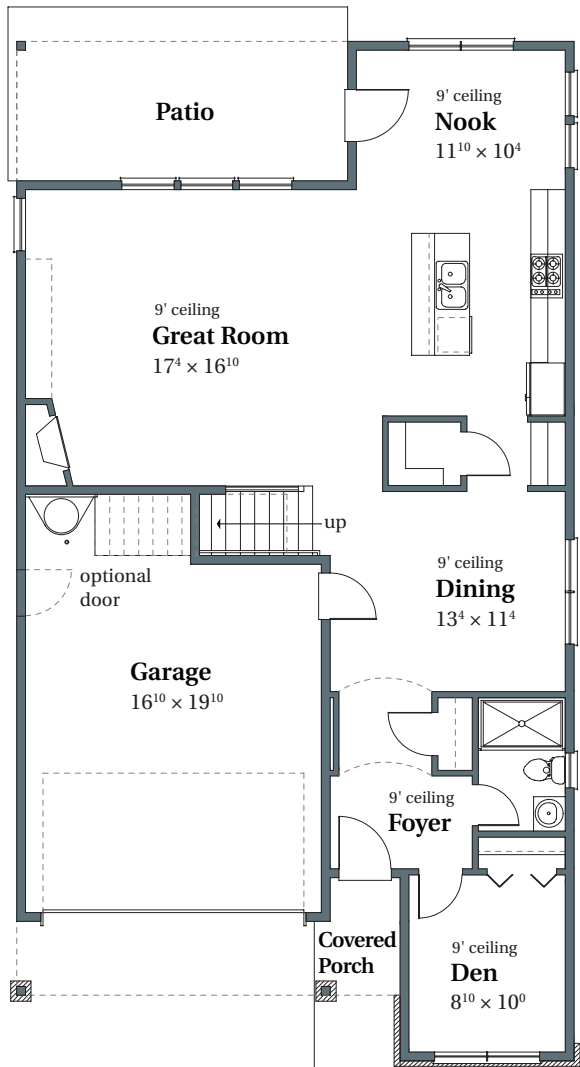 Patio
9' ceiling
Nook
11¹⁰ × 10⁴
9' ceiling
Great Room
17⁴ × 16¹⁰
up
optional
door
9' ceiling
Dining
13⁴ × 11⁴
Garage
16¹⁰ × 19¹⁰
9' ceiling
Foyer
Covered
Porch
9' ceiling
Den
8¹⁰ × 10⁰